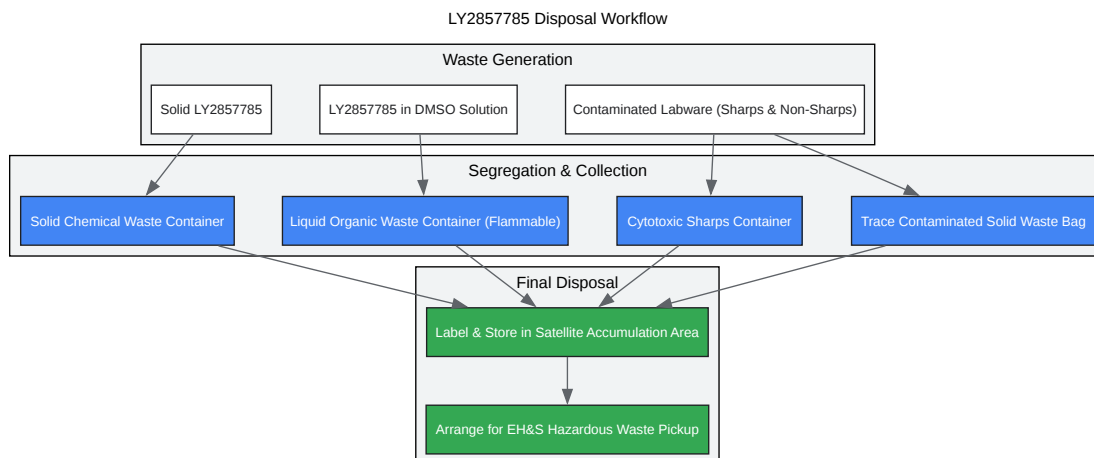 LY2857785 Disposal Workflow
Waste Generation
Solid LY2857785
LY2857785 in DMSO Solution
Contaminated Labware (Sharps & Non-Sharps)
Segregation & Collection
Solid Chemical Waste Container
Liquid Organic Waste Container (Flammable)
Cytotoxic Sharps Container
Trace Contaminated Solid Waste Bag
Final Disposal
Label & Store in Satellite Accumulation Area
Arrange for EH&S Hazardous Waste Pickup